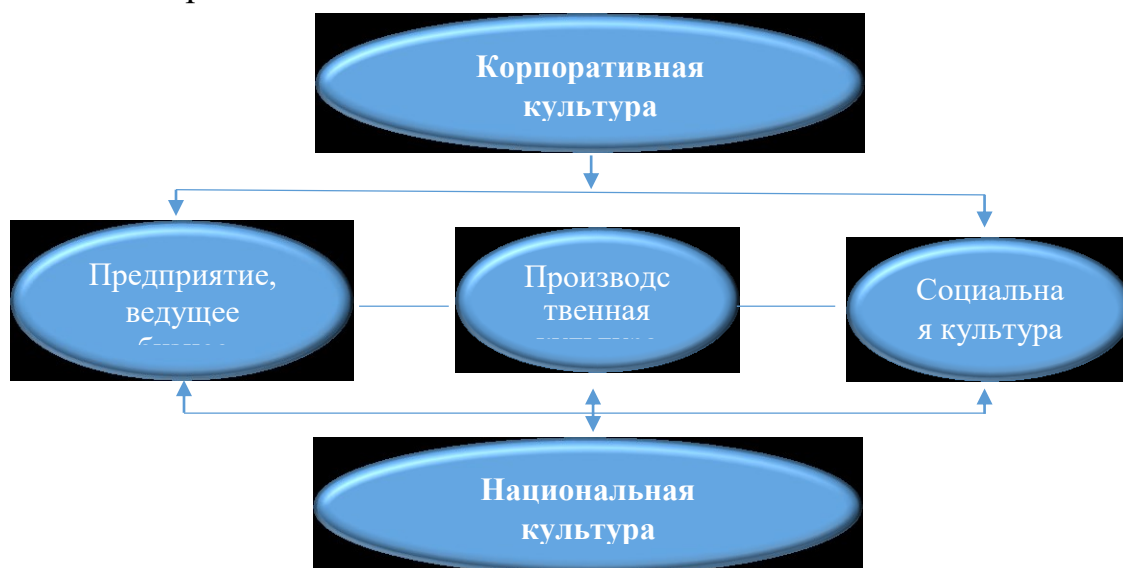 Корпоративная
культура
Предприятие,
ведущее
Производс
твенная
Социальна
я культура
Национальная
культура